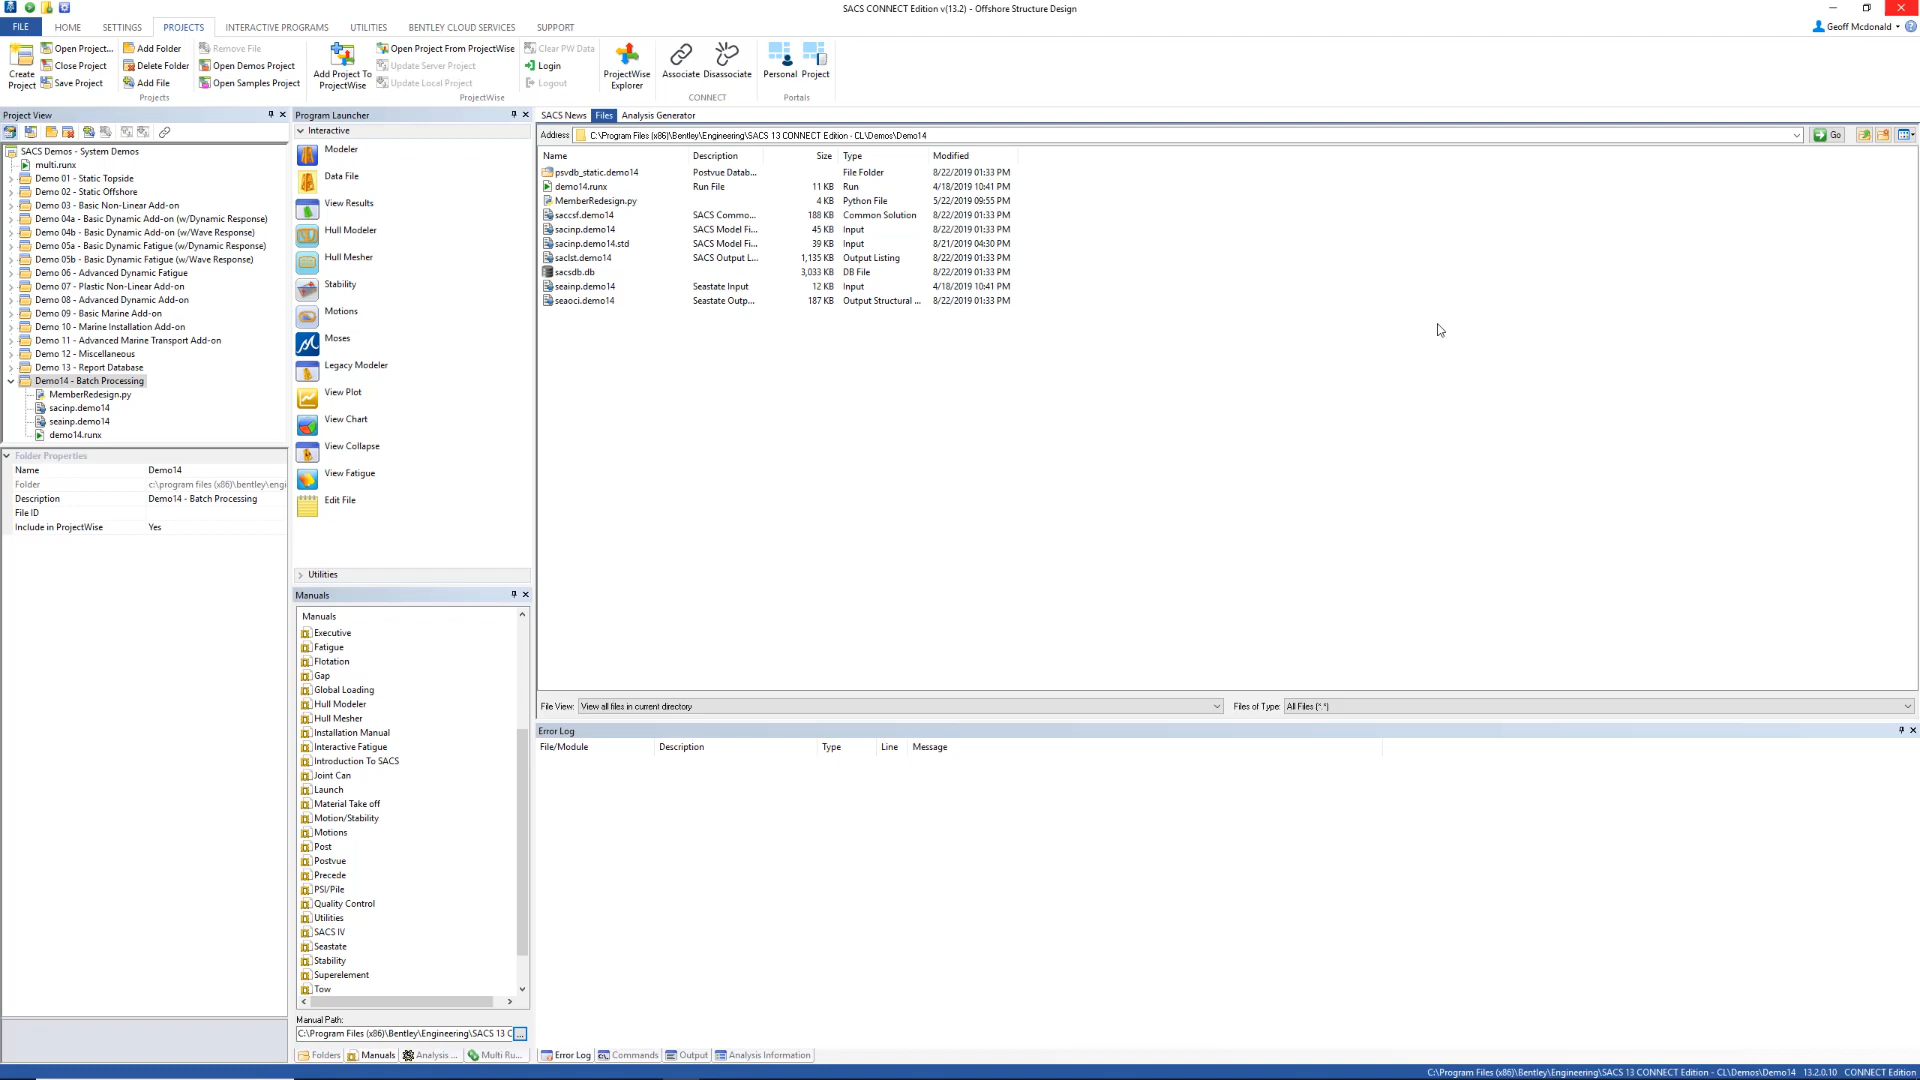 SACS CONNECT Edition v(13.2) - Offshore Structure Design
FILE HOME SETTINGS PROJECTS INTERACTIVE PROGRAMS UTILITIES BENTLEY CLOUD SERVICES SUPPORT
Geoff Mcdonald
Create Project
Open Project...
Close Project
Save Project
Add Folder
Delete Folder
Add File
Remove File
Open Demos Project
Open Samples Project
Projects
Add Project To ProjectWise
Open Project From ProjectWise
Update Server Project
Update Local Project
Clear PW Data
Login
Logout
ProjectWise
ProjectWise Explorer
Associate
Disassociate
CONNECT
Personal
Project
Portals
Project View
SACS Demos - System Demos
multi.runx
Demo 01 - Static Topside
Demo 02 - Static Offshore
Demo 03 - Basic Non-Linear Add-on
Demo 04a - Basic Dynamic Add-on (w/Dynamic Response)
Demo 04b - Basic Dynamic Add-on (w/Wave Response)
Demo 05a - Basic Dynamic Fatigue (w/Dynamic Response)
Demo 05b - Basic Dynamic Fatigue (w/Wave Response)
Demo 06 - Advanced Dynamic Fatigue
Demo 07 - Plastic Non-Linear Add-on
Demo 08 - Advanced Dynamic Add-on
Demo 09 - Basic Marine Add-on
Demo 10 - Marine Installation Add-on
Demo 11 - Advanced Marine Transport Add-on
Demo 12 - Miscellaneous
Demo 13 - Report Database
Demo14 - Batch Processing
MemberRedesign.py
sacinp.demo14
seainp.demo14
demo14.runx
Folder Properties
Name Demo14
Folder c:\program files (x86)\bentley\engi
Description Demo14 - Batch Processing
File ID
Include in ProjectWise Yes
Program Launcher
Interactive
Modeler
Data File
View Results
Hull Modeler
Hull Mesher
Stability
Motions
Moses
Legacy Modeler
View Plot
View Chart
View Collapse
View Fatigue
Edit File
Utilities
Manuals
Manuals
Executive
Fatigue
Flotation
Gap
Global Loading
Hull Modeler
Hull Mesher
Installation Manual
Interactive Fatigue
Introduction To SACS
Joint Can
Launch
Material Take off
Motion/Stability
Motions
Post
Postvue
Precede
PSI/Pile
Quality Control
Utilities
SACS IV
Seastate
Stability
Superelement
Tow
Manual Path:
C:\Program Files (x86)\Bentley\Engineering\SACS 13 C ...
Folders Manuals Analysis ... Multi Ru...
SACS News Files Analysis Generator
Address C:\Program Files (x86)\Bentley\Engineering\SACS 13 CONNECT Edition - CL\Demos\Demo14 Go
Name Description Size Type Modified
psvdb_static.demo14 Postvue Datab... File Folder 8/22/2019 01:33 PM
demo14.runx Run File 11 KB Run 4/18/2019 10:41 PM
MemberRedesign.py 4 KB Python File 5/22/2019 09:55 PM
saccsf.demo14 SACS Commo... 188 KB Common Solution 8/22/2019 01:33 PM
sacinp.demo14 SACS Model Fi... 45 KB Input 8/22/2019 01:33 PM
sacinp.demo14.std SACS Model Fi... 39 KB Input 8/21/2019 04:30 PM
saclst.demo14 SACS Output L... 1,135 KB Output Listing 8/22/2019 01:33 PM
sacsdb.db 3,033 KB DB File 8/22/2019 01:33 PM
seainp.demo14 Seastate Input 12 KB Input 4/18/2019 10:41 PM
seaoci.demo14 Seastate Outp... 187 KB Output Structural ... 8/22/2019 01:33 PM
File View: View all files in current directory Files of Type: All Files (*.*)
Error Log
File/Module Description Type Line Message
Error Log Commands Output Analysis Information
C:\Program Files (x86)\Bentley\Engineering\SACS 13 CONNECT Edition - CL\Demos\Demo14 13.2.0.10 CONNECT Edition